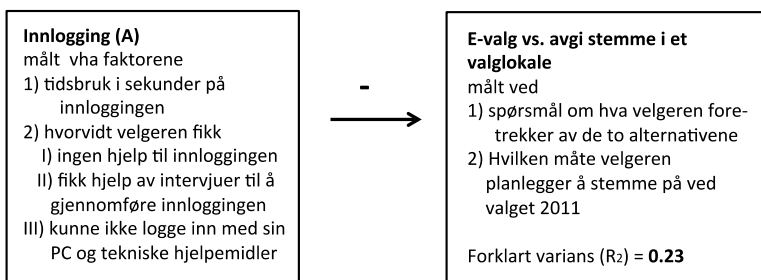 Innlogging (A)
målt vha faktorene
1) tidsbruk i sekunder på
innloggingen
2) hvorvidt velgeren fikk
I) ingen hjelp til innloggingen
II) fikk hjelp av intervjuer til å
gjennomføre innloggingen
III) kunne ikke logge inn med sin
PC og tekniske hjelpemidler
-
E-valg vs. avgi stemme i et
valglokale
målt ved
1) spørsmål om hva velgeren fore-
trekker av de to alternativene
2) Hvilken måte velgeren
planlegger å stemme på ved
valget 2011
Forklart varians (R₂) = 0.23